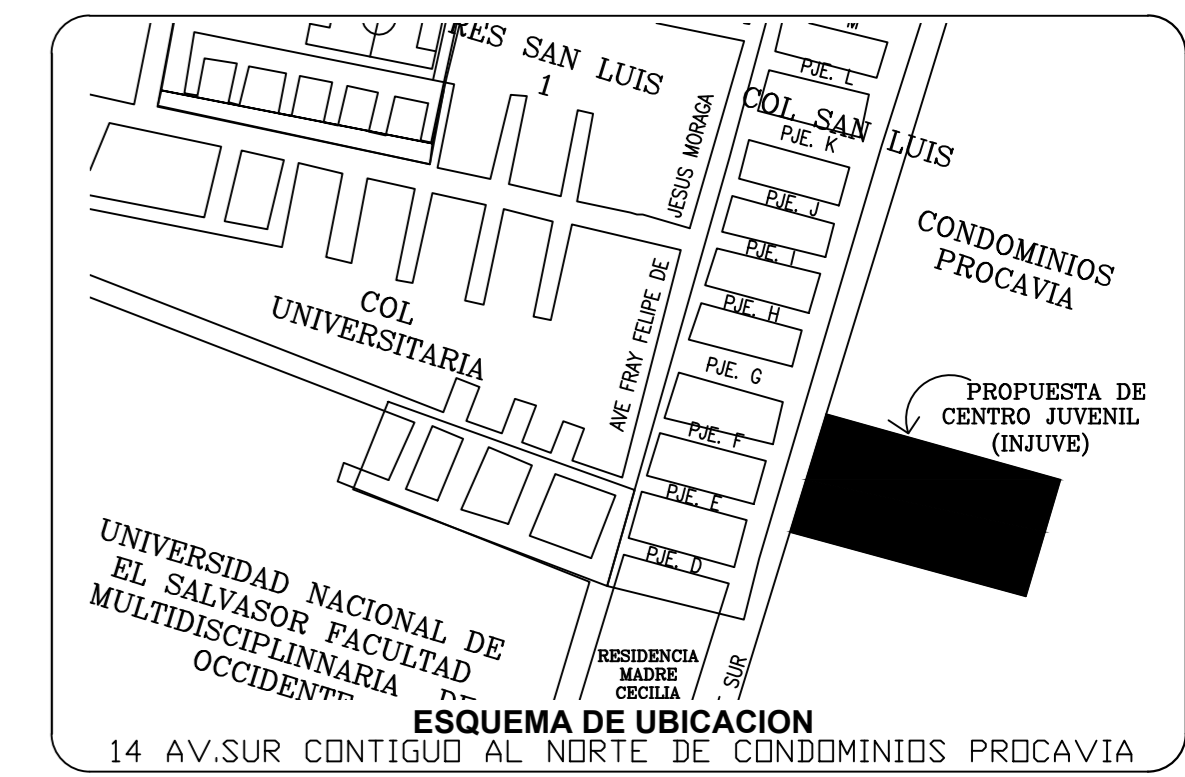 RES SAN LUIS
1
COL SAN LUIS
M
PJE. L
PJE. K
PJE. J
PJE. I
PJE. H
PJE. G
PJE. F
PJE. E
PJE. D
JESUS MORAGA
AVE FRAY FELIPE DE
CONDOMINIOS
PROCAVIA
COL
UNIVERSITARIA
PROPUESTA DE
CENTRO JUVENIL
(INJUVE)
UNIVERSIDAD NACIONAL DE
EL SALVASOR FACULTAD
MULTIDISCIPLINNARIA DE
OCCIDENTE
RESIDENCIA
MADRE
CECILIA
SUR
ESQUEMA DE UBICACION
14 AV.SUR CONTIGUO AL NORTE DE CONDOMINIOS PROCAVIA